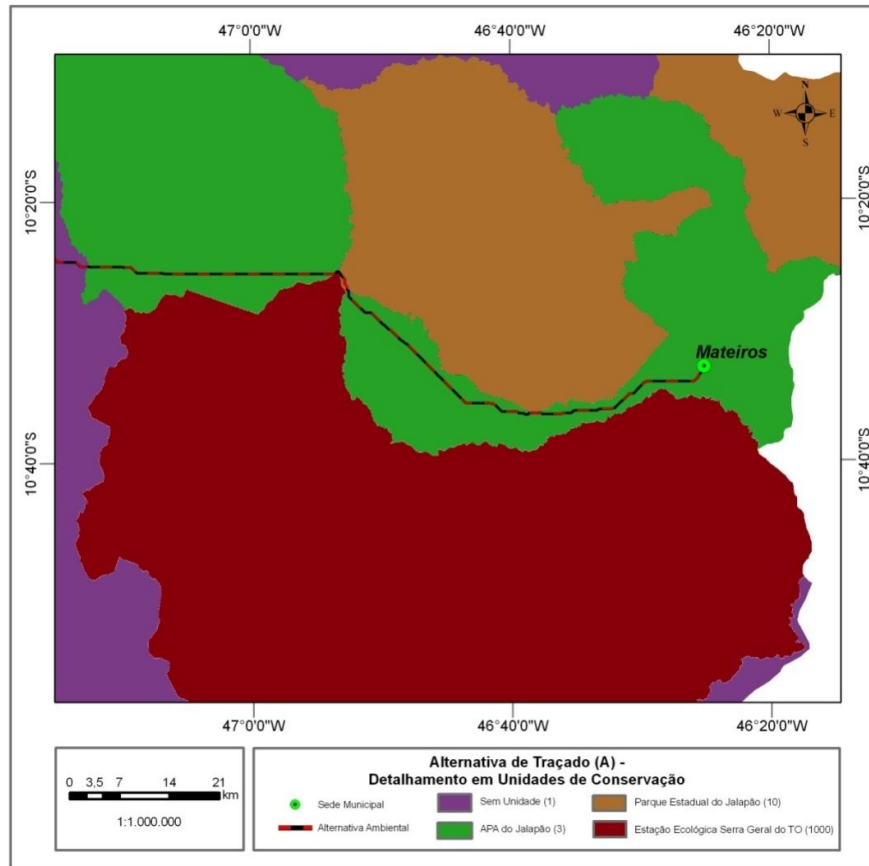 47°0'0"W
46°40'0"W
46°20'0"W
N
W E
S
10°20'0"S
10°20'0"S
Mateiros
10°40'0"S
10°40'0"S
47°0'0"W
46°40'0"W
46°20'0"W
0 3,5 7 14 21
km
1:1.000.000
Alternativa de Traçado (A) -
Detalhamento em Unidades de Conservação
Sede Municipal
Sem Unidade (1)
Parque Estadual do Jalapão (10)
Alternativa Ambiental
APA do Jalapão (3)
Estação Ecológica Serra Geral do TO (1000)